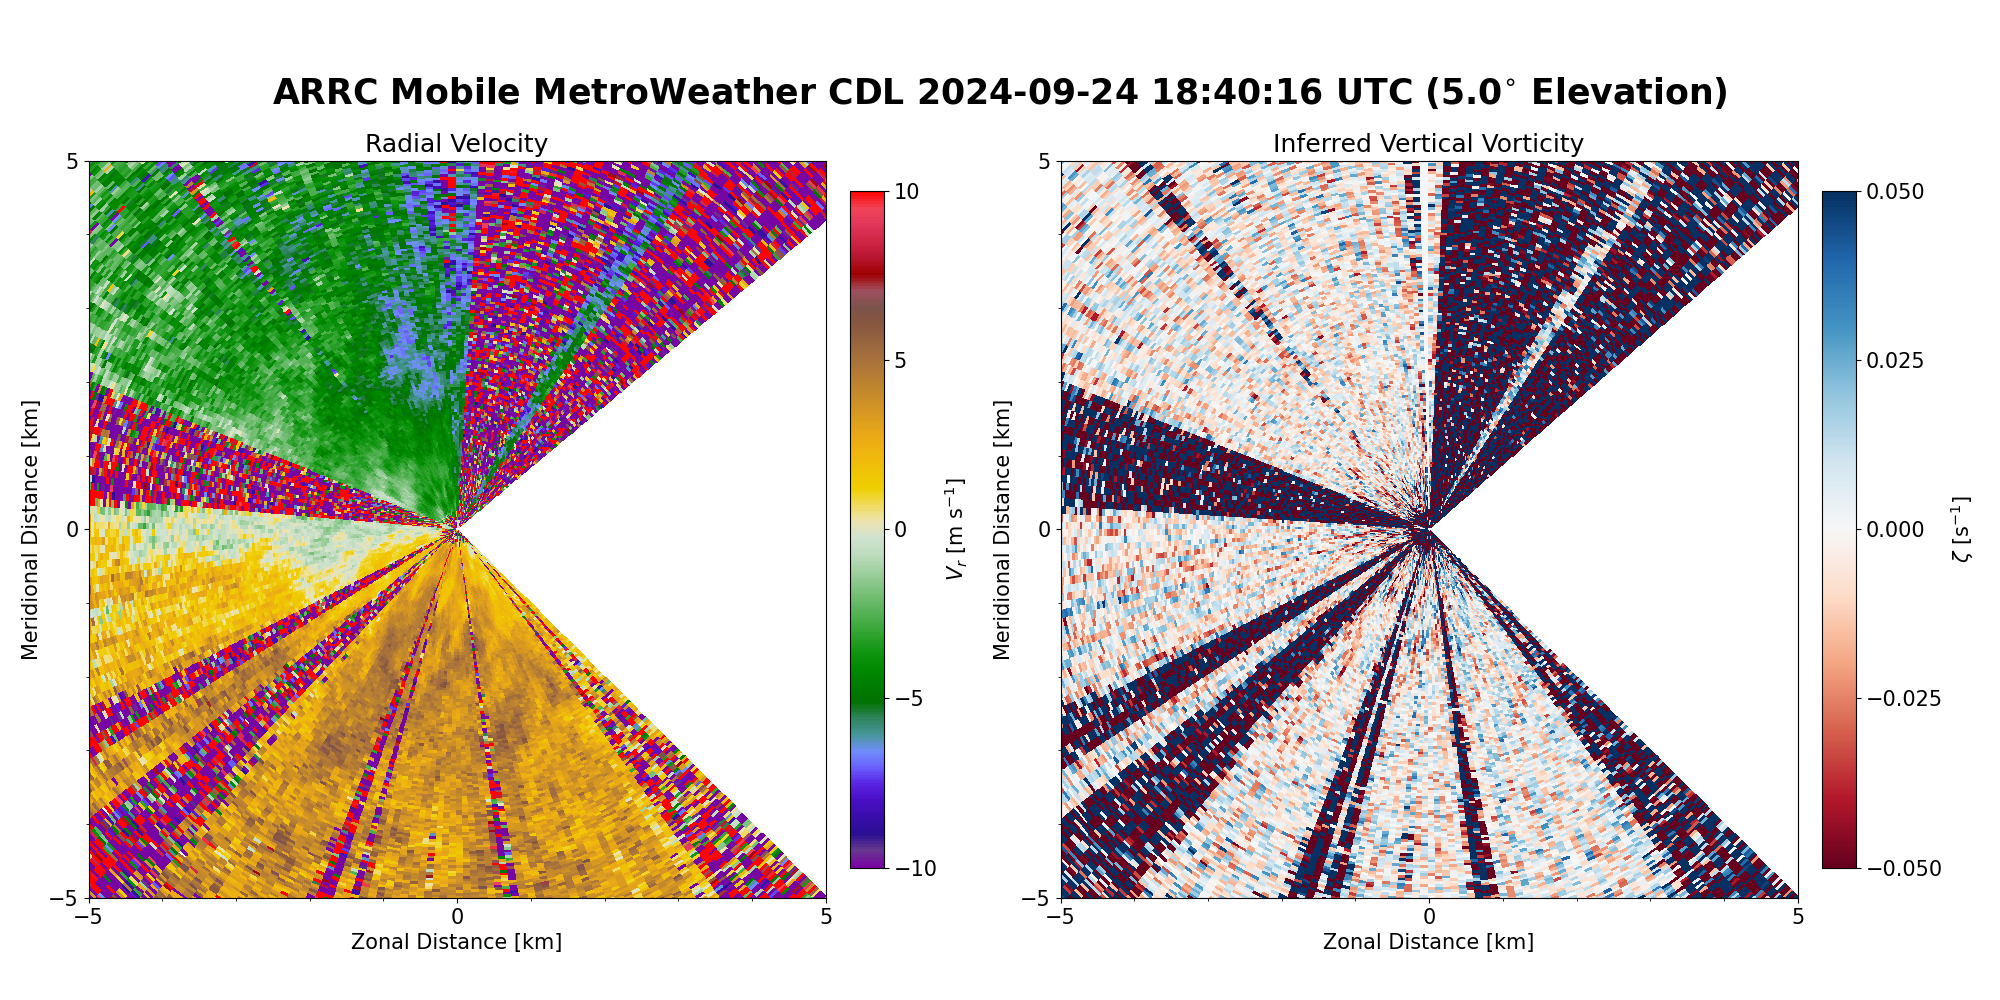 ARRC Mobile MetroWeather CDL 2024-09-24 18:40:16 UTC (5.0° Elevation)
Radial Velocity
5
0
−5
−5
0
5
Meridional Distance [km]
Zonal Distance [km]
10
5
0
−5
−10
Vr [m s−1]
Inferred Vertical Vorticity
5
0
−5
−5
0
5
Meridional Distance [km]
Zonal Distance [km]
0.050
0.025
0.000
−0.025
−0.050
ζ [s−1]